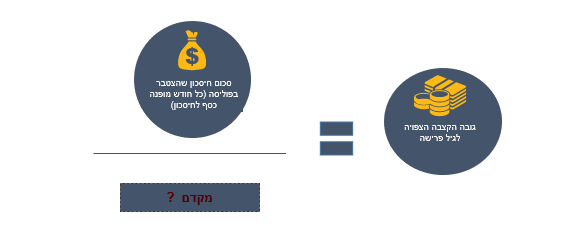 $
סכום חיסכון שהצטבר
בפוליסה (כל חודש מופנה
כסף לחיסכון)
גובה הקצבה הצפויה
לגיל פרישה
מקדם ?